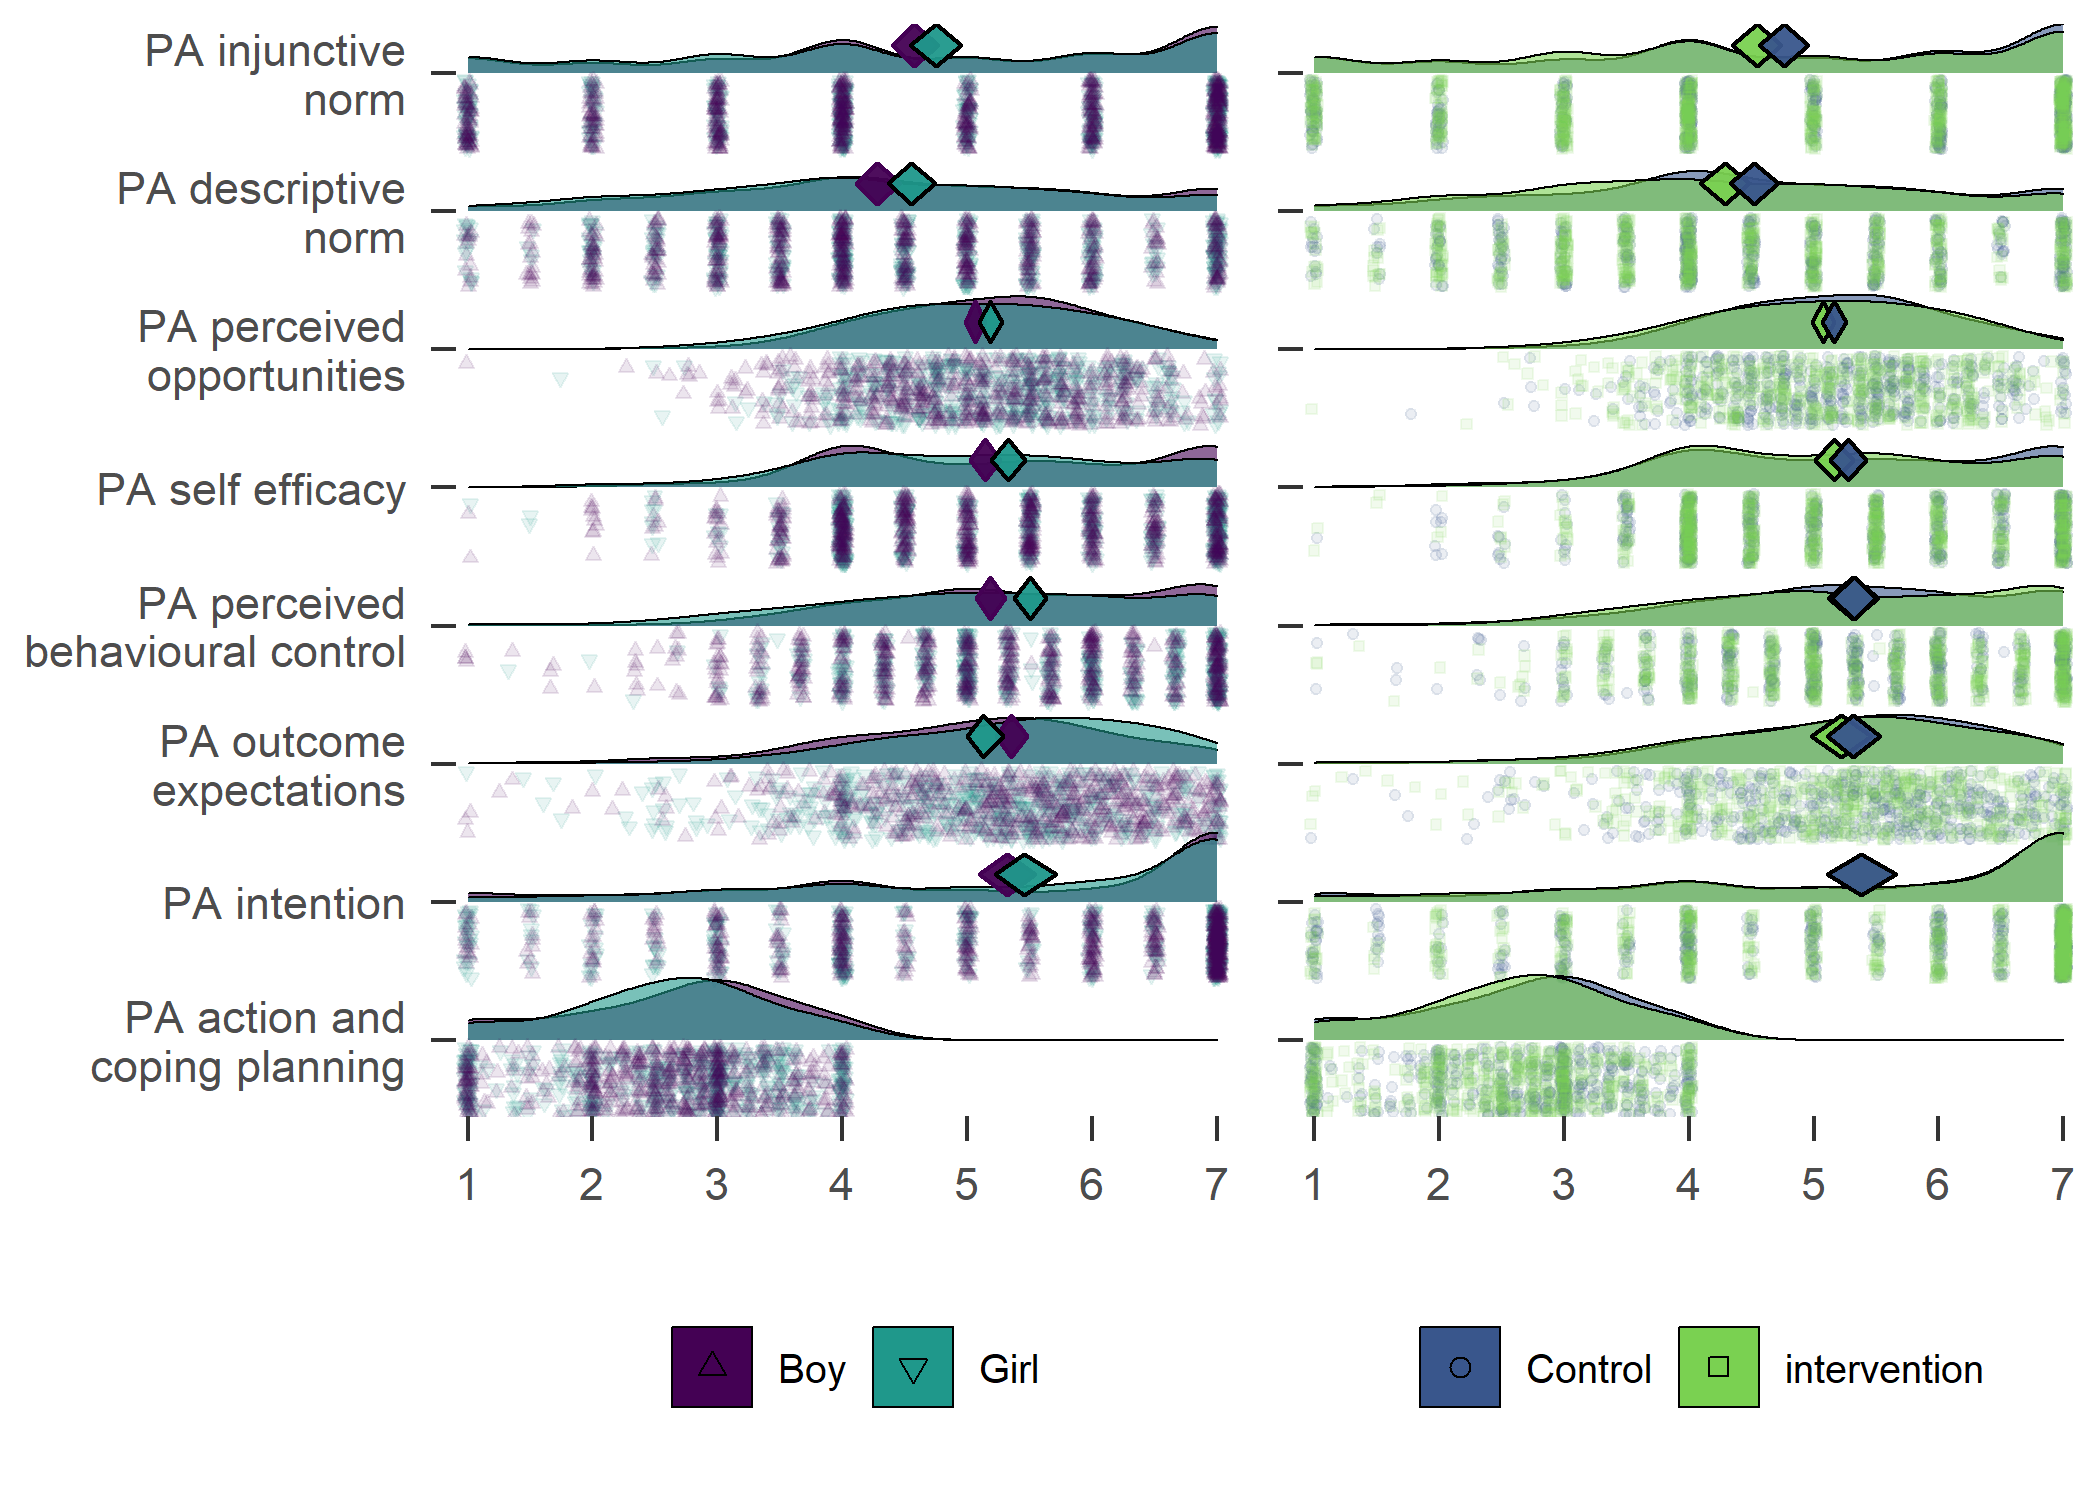 PA injunctive
norm
PA descriptive
norm
PA perceived
opportunities
PA self efficacy
PA perceived
behavioural control
PA outcome
expectations
PA intention
PA action and
coping planning
1 2 3 4 5 6 7
1 2 3 4 5 6 7
Boy Girl
Control intervention